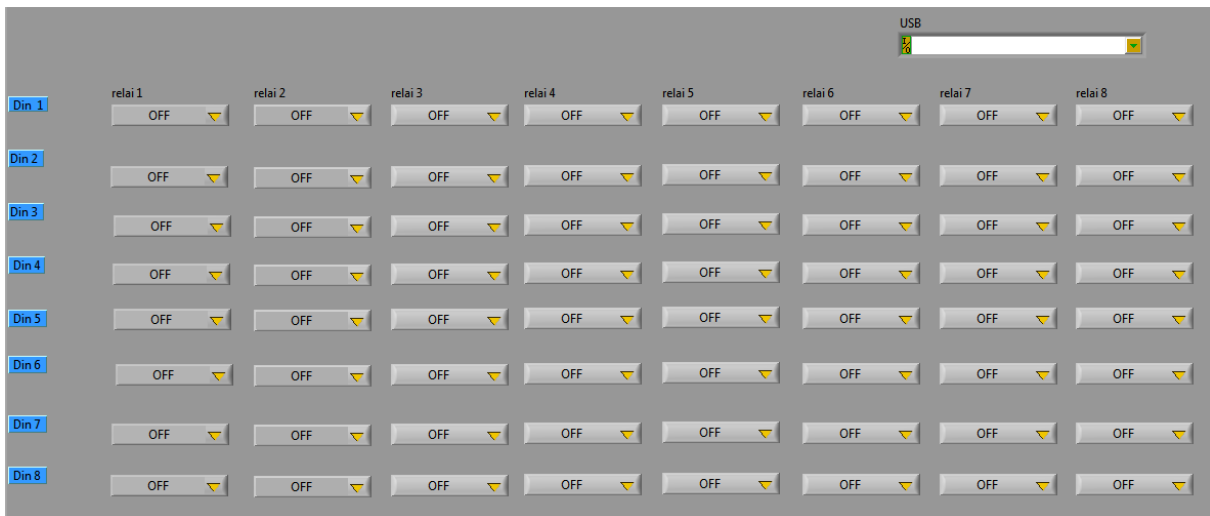 USB
I/O
relai 1 relai 2 relai 3 relai 4 relai 5 relai 6 relai 7 relai 8
Din 1 OFF OFF OFF OFF OFF OFF OFF OFF
Din 2 OFF OFF OFF OFF OFF OFF OFF OFF
Din 3 OFF OFF OFF OFF OFF OFF OFF OFF
Din 4 OFF OFF OFF OFF OFF OFF OFF OFF
Din 5 OFF OFF OFF OFF OFF OFF OFF OFF
Din 6 OFF OFF OFF OFF OFF OFF OFF OFF
Din 7 OFF OFF OFF OFF OFF OFF OFF OFF
Din 8 OFF OFF OFF OFF OFF OFF OFF OFF